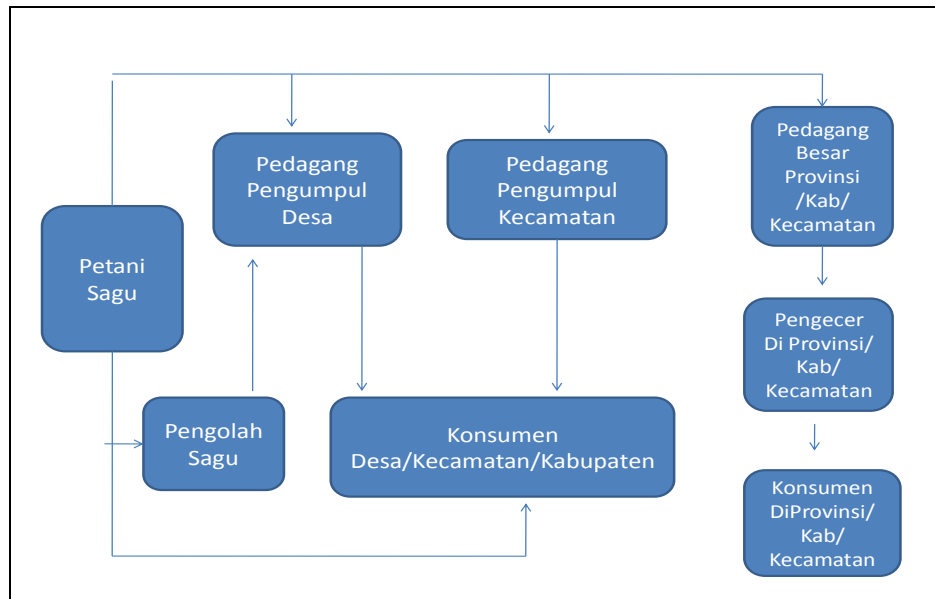 Petani
Sagu
Pedagang
Pengumpul
Desa
Pedagang
Pengumpul
Kecamatan
Pedagang
Besar
Provinsi
/Kab/
Kecamatan
Pengolah
Sagu
Konsumen
Desa/Kecamatan/Kabupaten
Pengecer
Di Provinsi/
Kab/
Kecamatan
Konsumen
DiProvinsi/
Kab/
Kecamatan